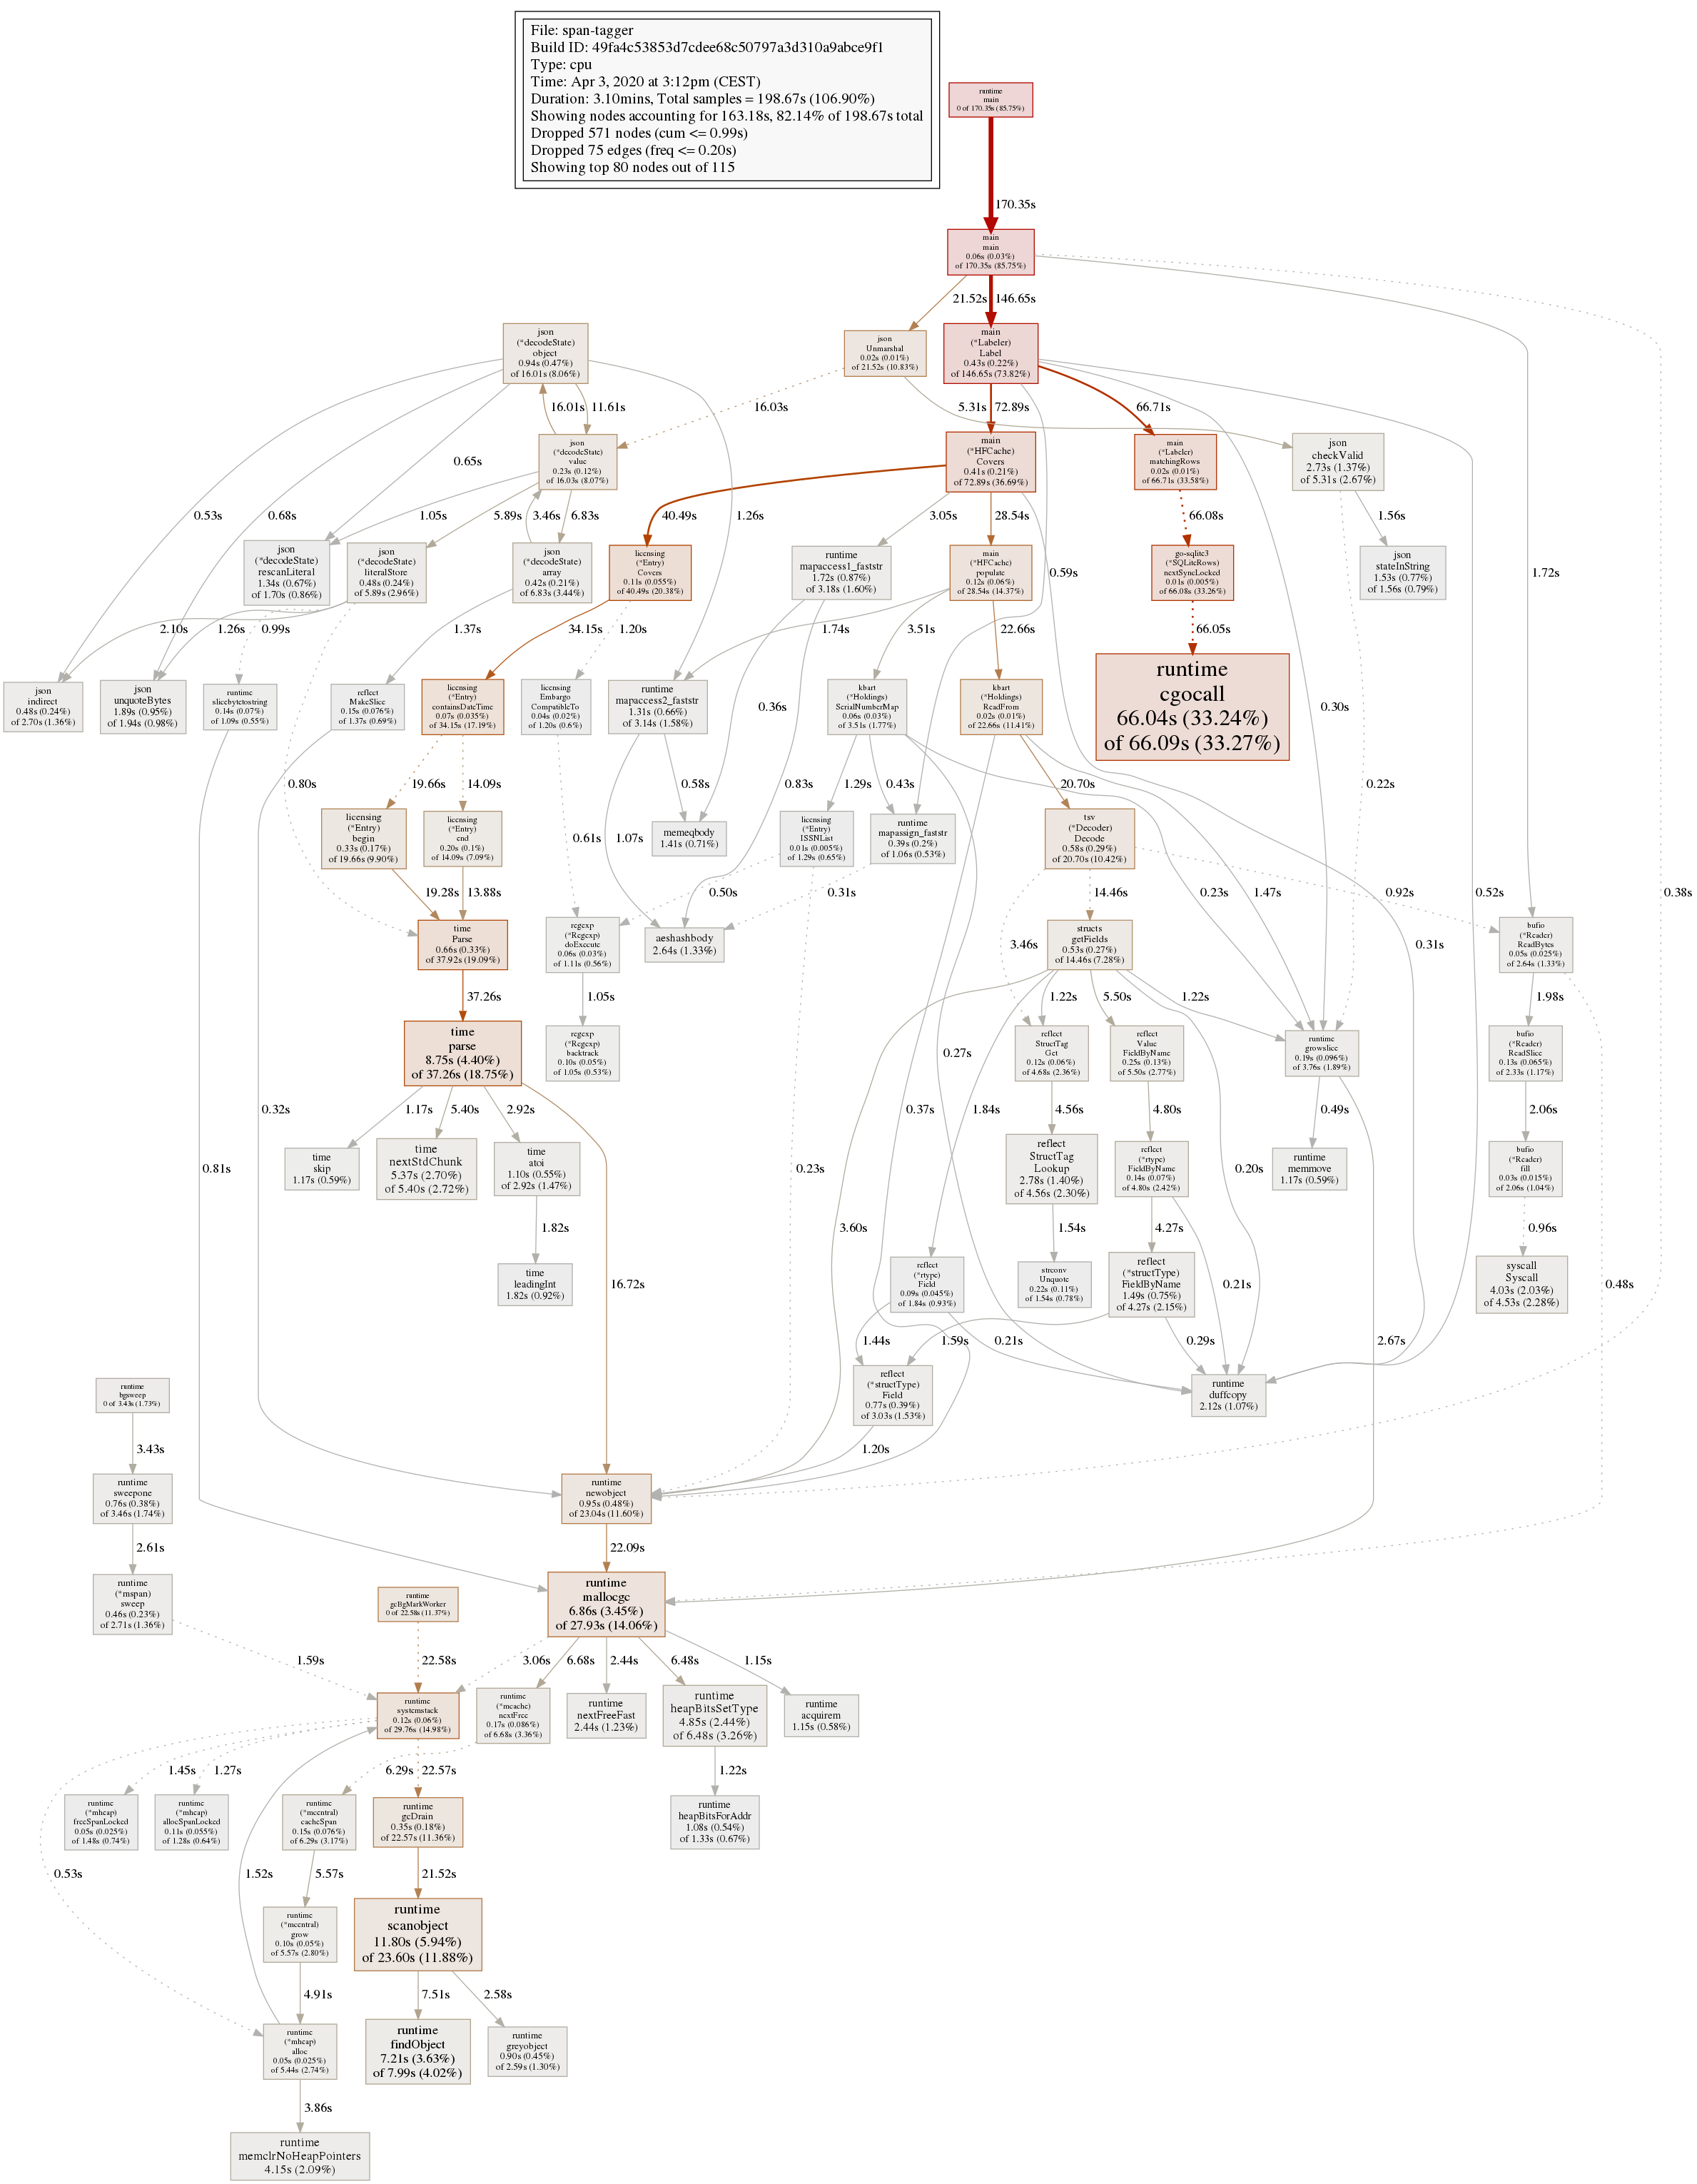 File: span-tagger
Build ID: 49fa4c53853d7cdee68c50797a3d310a9abce9f1
Type: cpu
Time: Apr 3, 2020 at 3:12pm (CEST)
Duration: 3.10mins, Total samples = 198.67s (106.90%)
Showing nodes accounting for 163.18s, 82.14% of 198.67s total
Dropped 571 nodes (cum <= 0.99s)
Dropped 75 edges (freq <= 0.20s)
Showing top 80 nodes out of 115
runtime
main
0 of 170.35s (85.75%)
170.35s
main
main
0.06s (0.03%)
of 170.35s (85.75%)
21.52s
146.65s
json
(*decodeState)
object
0.94s (0.47%)
of 16.01s (8.06%)
json
Unmarshal
0.02s (0.01%)
of 21.52s (10.83%)
main
(*Labeler)
Label
0.43s (0.22%)
of 146.65s (73.82%)
16.01s
11.61s
16.03s
5.31s
72.89s
66.71s
json
(*decodeState)
value
0.23s (0.12%)
of 16.03s (8.07%)
main
(*HFCache)
Covers
0.41s (0.21%)
of 72.89s (36.69%)
main
(*Labeler)
matchingRows
0.02s (0.01%)
of 66.71s (33.58%)
json
checkValid
2.73s (1.37%)
of 5.31s (2.67%)
0.65s
0.53s
0.68s
1.05s
5.89s
3.46s
6.83s
40.49s
1.26s
3.05s
28.54s
0.59s
66.08s
1.56s
1.72s
json
(*decodeState)
rescanLiteral
1.34s (0.67%)
of 1.70s (0.86%)
json
(*decodeState)
literalStore
0.48s (0.24%)
of 5.89s (2.96%)
json
(*decodeState)
array
0.42s (0.21%)
of 6.83s (3.44%)
licensing
(*Entry)
Covers
0.11s (0.055%)
of 40.49s (20.38%)
runtime
mapaccess1_faststr
1.72s (0.87%)
of 3.18s (1.60%)
main
(*HFCache)
populate
0.12s (0.06%)
of 28.54s (14.37%)
go-sqlite3
(*SQLiteRows)
nextSyncLocked
0.01s (0.005%)
of 66.08s (33.26%)
json
stateInString
1.53s (0.77%)
of 1.56s (0.79%)
2.10s
1.26s
0.99s
1.37s
34.15s
1.20s
1.74s
3.51s
22.66s
66.05s
json
indirect
0.48s (0.24%)
of 2.70s (1.36%)
json
unquoteBytes
1.89s (0.95%)
of 1.94s (0.98%)
runtime
slicebytetostring
0.14s (0.07%)
of 1.09s (0.55%)
reflect
MakeSlice
0.15s (0.076%)
of 1.37s (0.69%)
licensing
(*Entry)
containsDateTime
0.07s (0.035%)
of 34.15s (17.19%)
licensing
Embargo
CompatibleTo
0.04s (0.02%)
of 1.20s (0.6%)
runtime
mapaccess2_faststr
1.31s (0.66%)
of 3.14s (1.58%)
0.36s
kbart
(*Holdings)
SerialNumberMap
0.06s (0.03%)
of 3.51s (1.77%)
kbart
(*Holdings)
ReadFrom
0.02s (0.01%)
of 22.66s (11.41%)
runtime
cgocall
66.04s (33.24%)
of 66.09s (33.27%)
0.30s
0.80s
19.66s
14.09s
0.58s
0.83s
1.29s
0.43s
20.70s
0.22s
licensing
(*Entry)
begin
0.33s (0.17%)
of 19.66s (9.90%)
licensing
(*Entry)
end
0.20s (0.1%)
of 14.09s (7.09%)
0.61s
1.07s
memeqbody
1.41s (0.71%)
licensing
(*Entry)
ISSNList
0.01s (0.005%)
of 1.29s (0.65%)
runtime
mapassign_faststr
0.39s (0.2%)
of 1.06s (0.53%)
tsv
(*Decoder)
Decode
0.58s (0.29%)
of 20.70s (10.42%)
19.28s
13.88s
0.50s
0.31s
14.46s
0.23s
1.47s
0.92s
0.52s
0.38s
time
Parse
0.66s (0.33%)
of 37.92s (19.09%)
regexp
(*Regexp)
doExecute
0.06s (0.03%)
of 1.11s (0.56%)
aeshashbody
2.64s (1.33%)
3.46s
structs
getFields
0.53s (0.27%)
of 14.46s (7.28%)
0.31s
bufio
(*Reader)
ReadBytes
0.05s (0.025%)
of 2.64s (1.33%)
37.26s
1.05s
1.22s
5.50s
1.22s
1.98s
time
parse
8.75s (4.40%)
of 37.26s (18.75%)
regexp
(*Regexp)
backtrack
0.10s (0.05%)
of 1.05s (0.53%)
0.27s
reflect
StructTag
Get
0.12s (0.06%)
of 4.68s (2.36%)
reflect
Value
FieldByName
0.25s (0.13%)
of 5.50s (2.77%)
runtime
growslice
0.19s (0.096%)
of 3.76s (1.89%)
bufio
(*Reader)
ReadSlice
0.13s (0.065%)
of 2.33s (1.17%)
0.32s
1.17s
5.40s
2.92s
0.37s
1.84s
4.56s
4.80s
0.49s
2.06s
0.81s
time
skip
1.17s (0.59%)
time
nextStdChunk
5.37s (2.70%)
of 5.40s (2.72%)
time
atoi
1.10s (0.55%)
of 2.92s (1.47%)
0.23s
reflect
StructTag
Lookup
2.78s (1.40%)
of 4.56s (2.30%)
reflect
(*rtype)
FieldByName
0.14s (0.07%)
of 4.80s (2.42%)
0.20s
runtime
memmove
1.17s (0.59%)
bufio
(*Reader)
fill
0.03s (0.015%)
of 2.06s (1.04%)
1.82s
3.60s
1.54s
4.27s
0.96s
time
leadingInt
1.82s (0.92%)
16.72s
reflect
(*rtype)
Field
0.09s (0.045%)
of 1.84s (0.93%)
strconv
Unquote
0.22s (0.11%)
of 1.54s (0.78%)
reflect
(*structType)
FieldByName
1.49s (0.75%)
of 4.27s (2.15%)
0.21s
syscall
Syscall
4.03s (2.03%)
of 4.53s (2.28%)
0.48s
1.44s
1.59s
0.21s
0.29s
2.67s
runtime
bgsweep
0 of 3.43s (1.73%)
reflect
(*structType)
Field
0.77s (0.39%)
of 3.03s (1.53%)
runtime
duffcopy
2.12s (1.07%)
3.43s
1.20s
runtime
sweepone
0.76s (0.38%)
of 3.46s (1.74%)
runtime
newobject
0.95s (0.48%)
of 23.04s (11.60%)
2.61s
22.09s
runtime
(*mspan)
sweep
0.46s (0.23%)
of 2.71s (1.36%)
runtime
gcBgMarkWorker
0 of 22.58s (11.37%)
runtime
mallocgc
6.86s (3.45%)
of 27.93s (14.06%)
1.59s
22.58s
3.06s
6.68s
2.44s
6.48s
1.15s
runtime
systemstack
0.12s (0.06%)
of 29.76s (14.98%)
runtime
(*mcache)
nextFree
0.17s (0.086%)
of 6.68s (3.36%)
runtime
nextFreeFast
2.44s (1.23%)
runtime
heapBitsSetType
4.85s (2.44%)
of 6.48s (3.26%)
runtime
acquirem
1.15s (0.58%)
1.45s
1.27s
6.29s
22.57s
1.22s
runtime
(*mheap)
freeSpanLocked
0.05s (0.025%)
of 1.48s (0.74%)
runtime
(*mheap)
allocSpanLocked
0.11s (0.055%)
of 1.28s (0.64%)
runtime
(*mcentral)
cacheSpan
0.15s (0.076%)
of 6.29s (3.17%)
runtime
gcDrain
0.35s (0.18%)
of 22.57s (11.36%)
runtime
heapBitsForAddr
1.08s (0.54%)
of 1.33s (0.67%)
0.53s
1.52s
5.57s
21.52s
runtime
(*mcentral)
grow
0.10s (0.05%)
of 5.57s (2.80%)
runtime
scanobject
11.80s (5.94%)
of 23.60s (11.88%)
4.91s
7.51s
2.58s
runtime
(*mheap)
alloc
0.05s (0.025%)
of 5.44s (2.74%)
runtime
findObject
7.21s (3.63%)
of 7.99s (4.02%)
runtime
greyobject
0.90s (0.45%)
of 2.59s (1.30%)
3.86s
runtime
memclrNoHeapPointers
4.15s (2.09%)